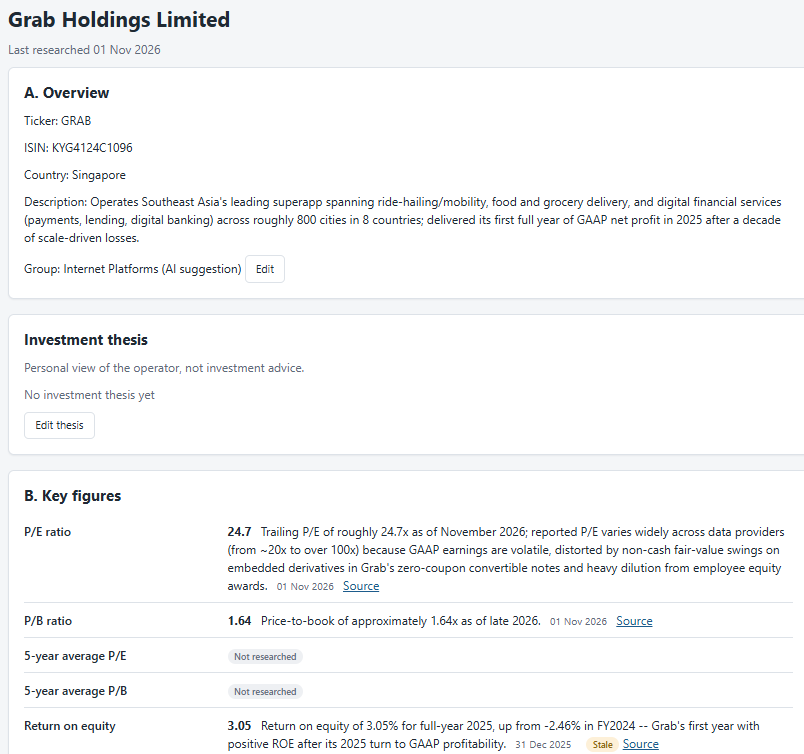 Grab Holdings Limited
Last researched 01 Nov 2026
A. Overview
Ticker: GRAB
ISIN: KYG4124C1096
Country: Singapore
Description: Operates Southeast Asia's leading superapp spanning ride-hailing/mobility, food and grocery delivery, and digital financial services
(payments, lending, digital banking) across roughly 800 cities in 8 countries; delivered its first full year of GAAP net profit in 2025 after a decade
of scale-driven losses.
Group: Internet Platforms (AI suggestion) Edit
Investment thesis
Personal view of the operator, not investment advice.
No investment thesis yet
Edit thesis
B. Key figures
P/E ratio 24.7 Trailing P/E of roughly 24.7x as of November 2026; reported P/E varies widely across data providers
(from ~20x to over 100x) because GAAP earnings are volatile, distorted by non-cash fair-value swings on
embedded derivatives in Grab's zero-coupon convertible notes and heavy dilution from employee equity
awards. 01 Nov 2026 Source
P/B ratio 1.64 Price-to-book of approximately 1.64x as of late 2026. 01 Nov 2026 Source
5-year average P/E Not researched
5-year average P/B Not researched
Return on equity 3.05 Return on equity of 3.05% for full-year 2025, up from -2.46% in FY2024 -- Grab's first year with
positive ROE after its 2025 turn to GAAP profitability. 31 Dec 2025 Stale Source